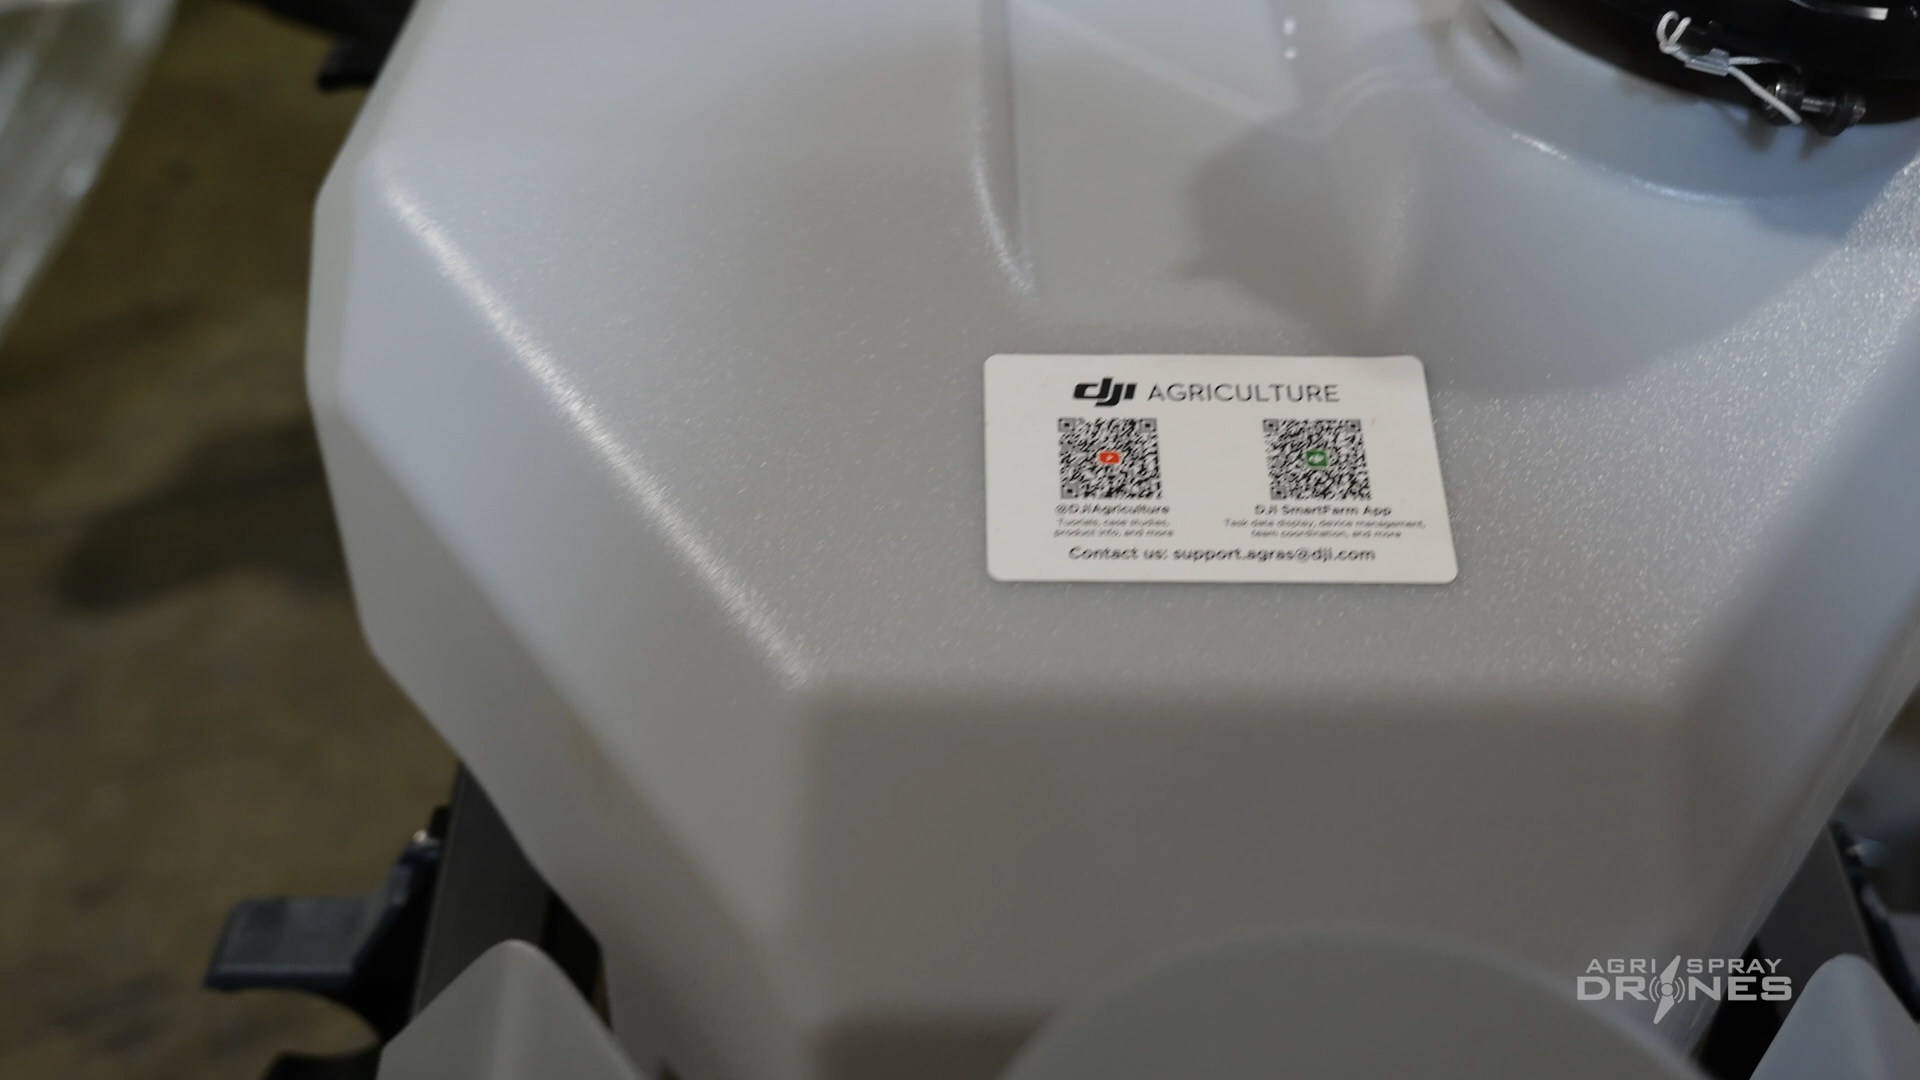 dji AGRICULTURE
@DJIAgriculture
DJI SmartFarm App
Tutorials, case studies,
product info, and more
Task data display, device management,
team coordination, and more
Contact us: support.agras@dji.com
AGRI SPRAY
DRONES